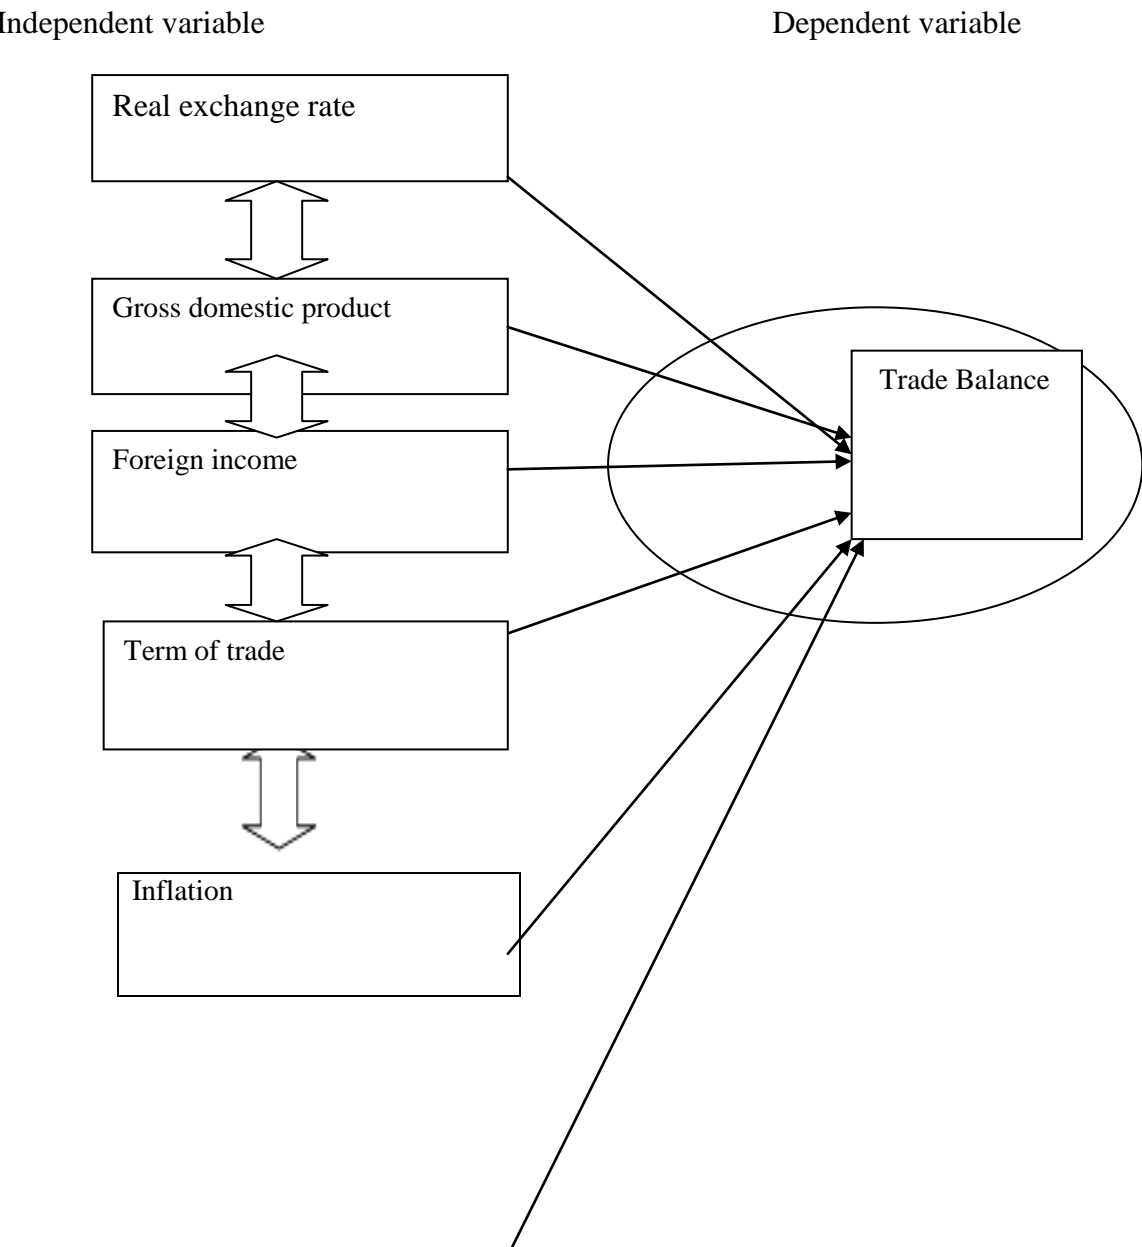 Independent variable
Dependent variable
Real exchange rate
Gross domestic product
Trade Balance
Foreign income
Term of trade
Inflation